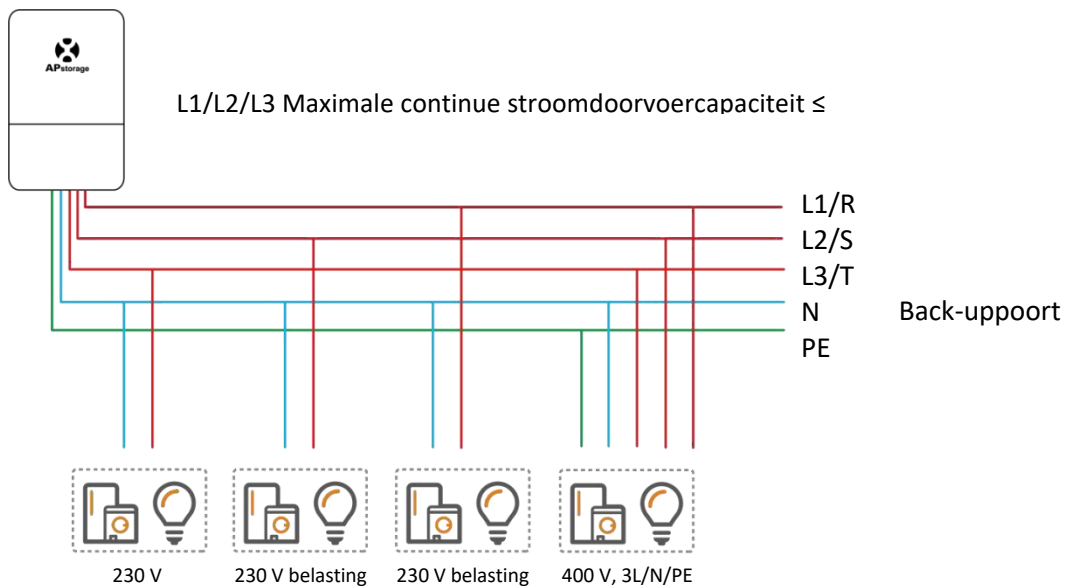 APstorage
L1/L2/L3 Maximale continue stroomdoorvoercapaciteit ≤
L1/R
L2/S
L3/T
N
Back-uppoort
PE
230 V
230 V belasting
230 V belasting
400 V, 3L/N/PE